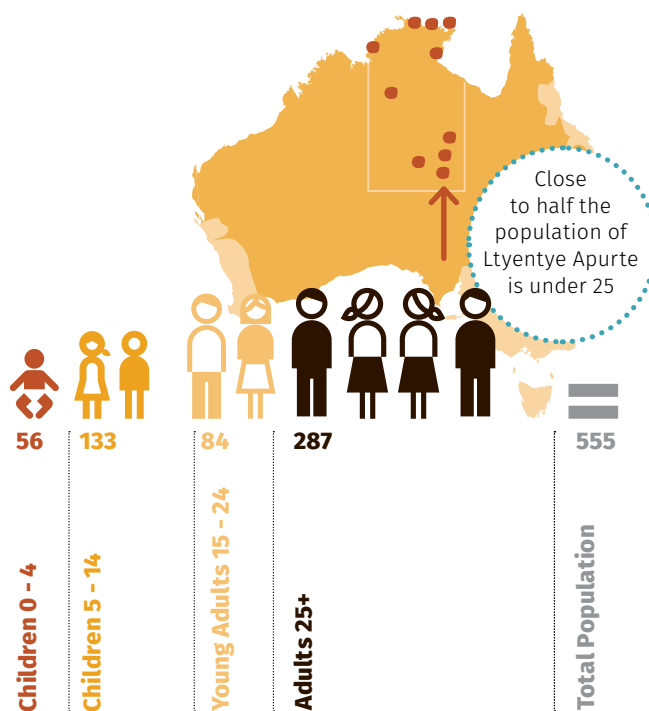 Close
to half the
population of
Ltyentye Apurte
is under 25
56
133
84
287
555
Children 0 - 4
Children 5 - 14
Young Adults 15 - 24
Adults 25+
Total Population